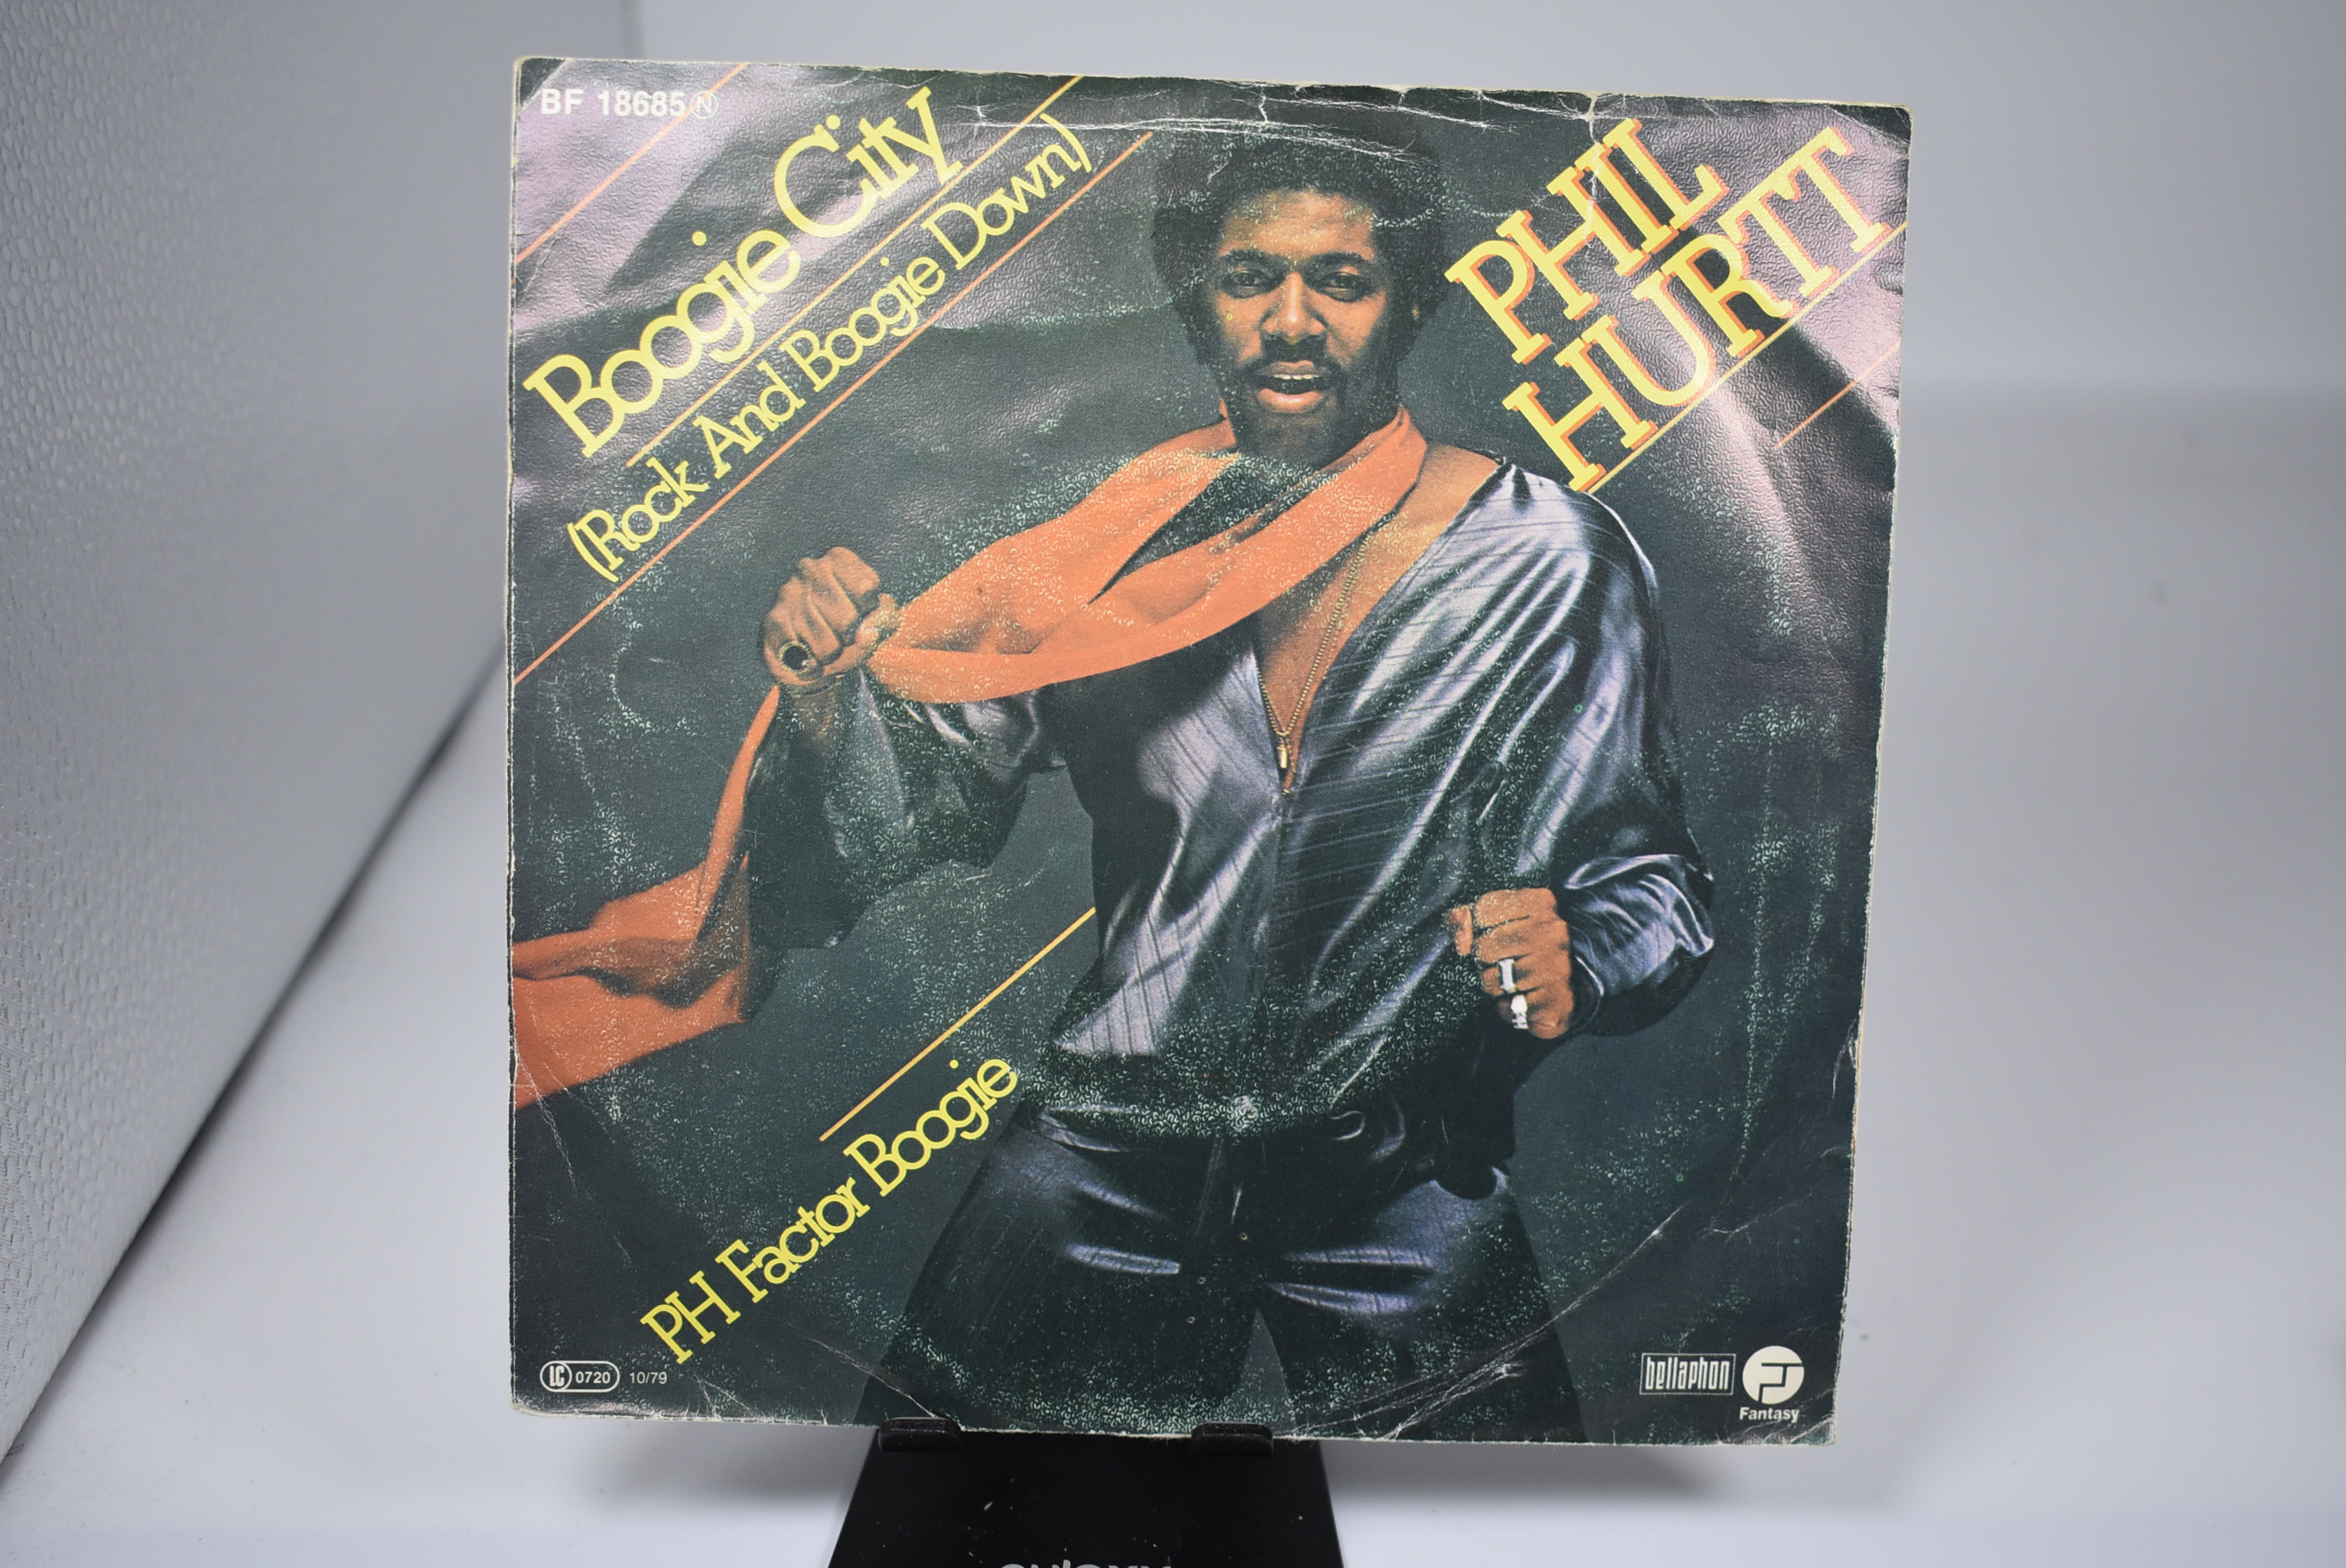 BF 18685 Ⓝ
Boogie City
(Rock And Boogie Down)
PHIL
HURTT
PH Factor Boogie
LC 0720 10/79
bellaphon
Fantasy